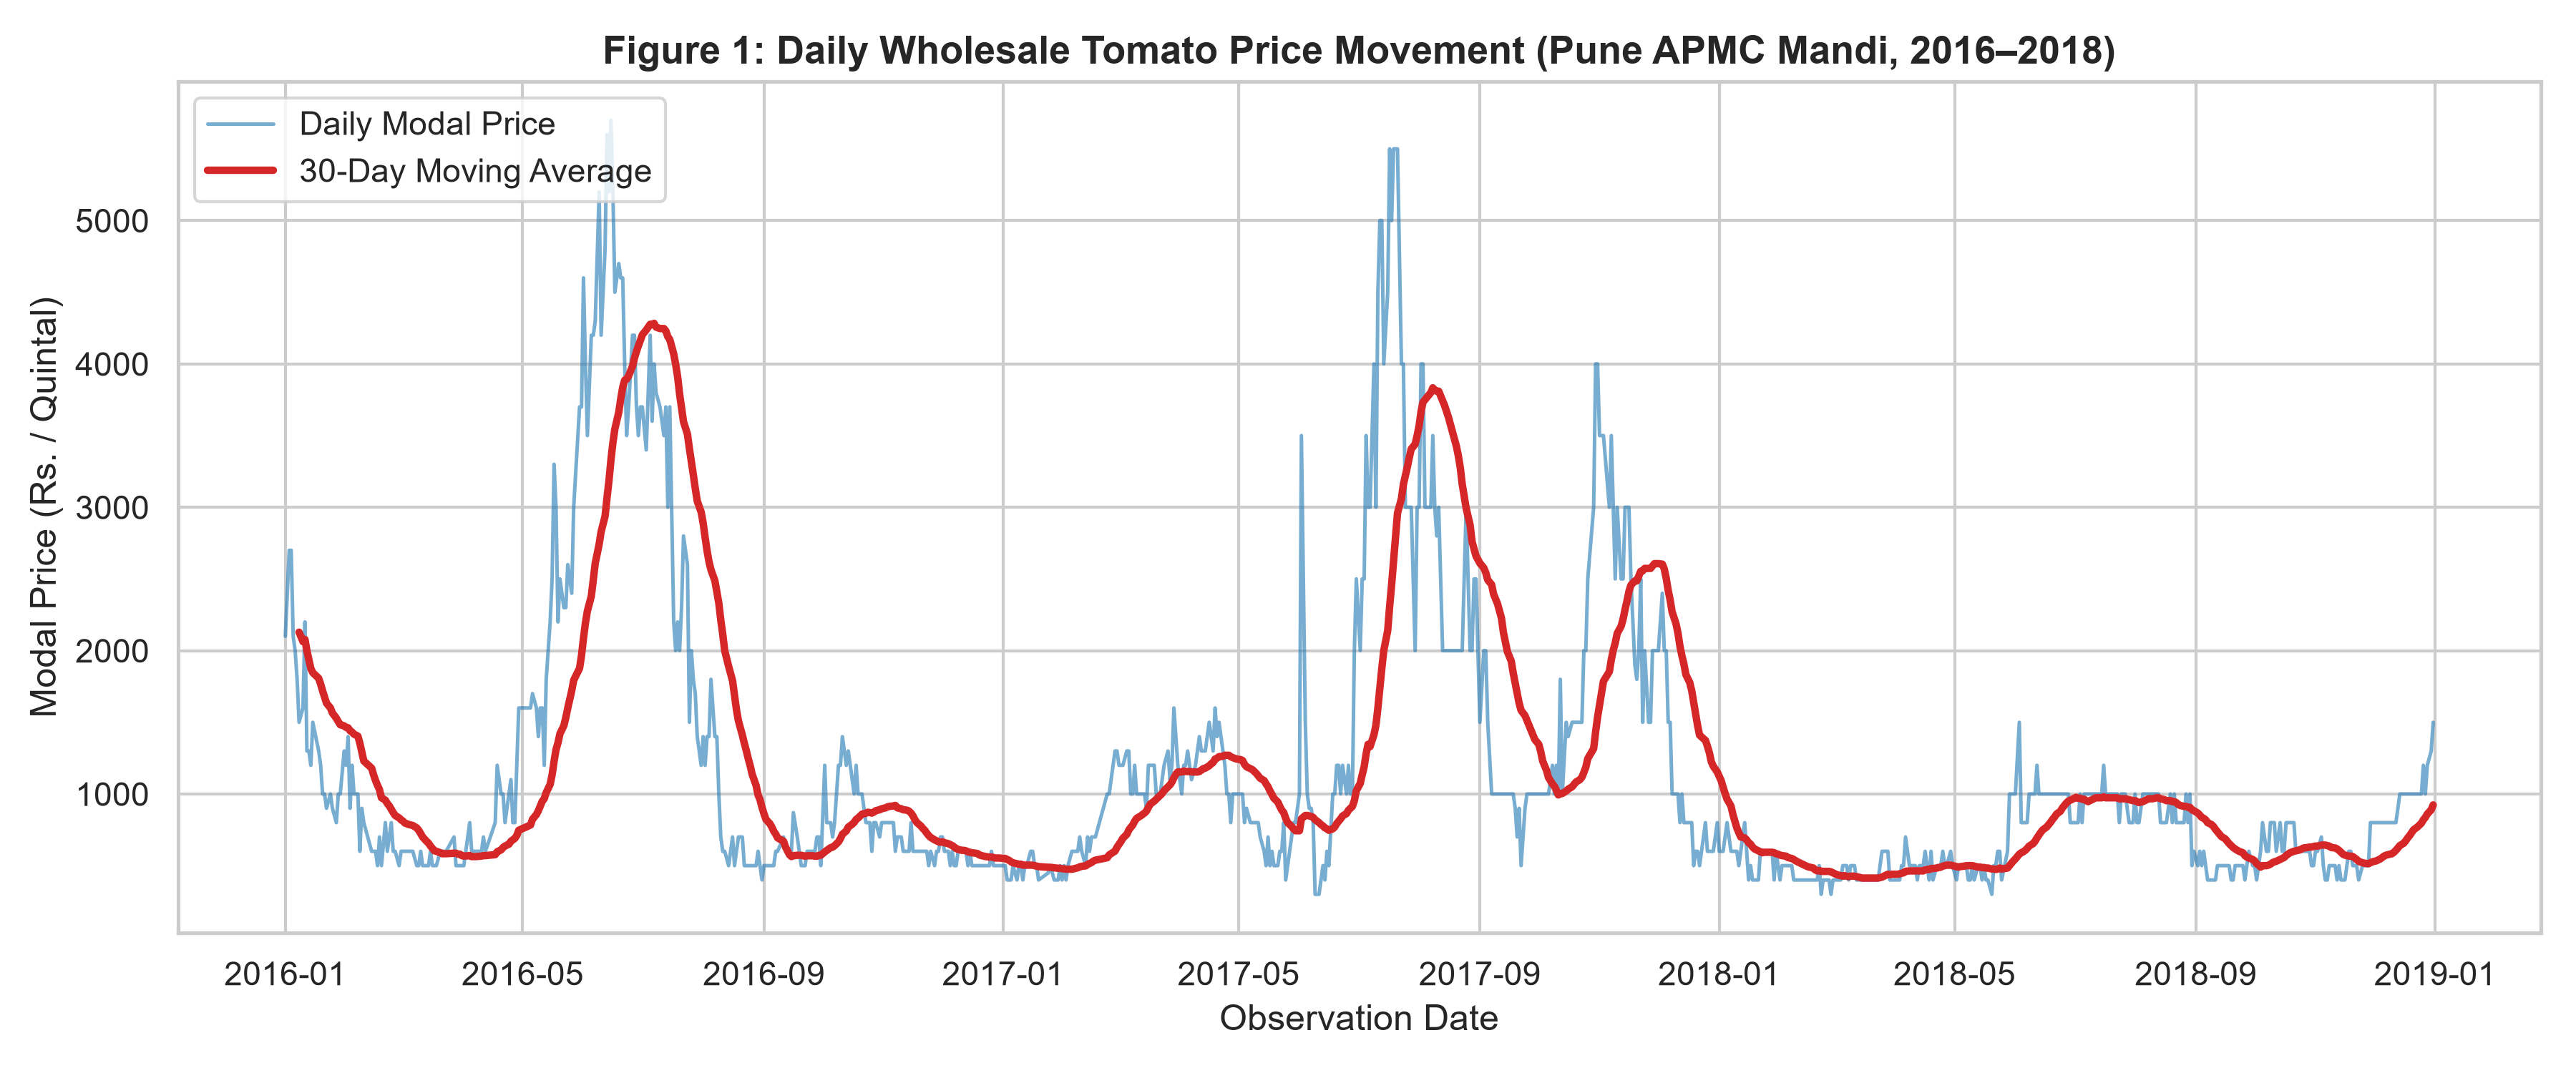 Figure 1: Daily Wholesale Tomato Price Movement (Pune APMC Mandi, 2016–2018)
Daily Modal Price
30-Day Moving Average
Modal Price (Rs. / Quintal)
5000
4000
3000
2000
1000
2016-01 2016-05 2016-09 2017-01 2017-05 2017-09 2018-01 2018-05 2018-09 2019-01
Observation Date